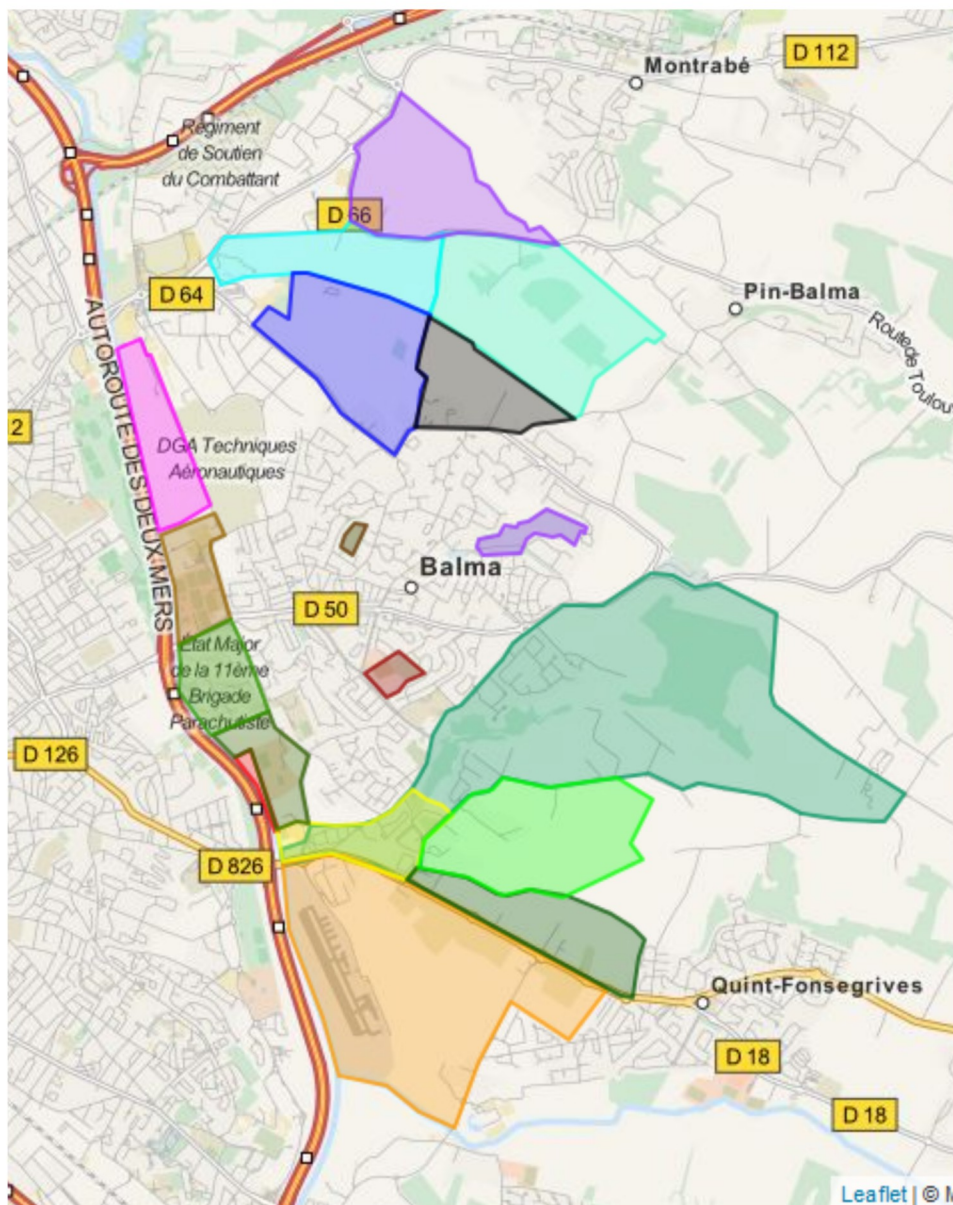 D 112
Montrabé
Régiment
de Soutien
du Combattant
D 66
D 64
Pin-Balma
Route de Toulou
AUTOROUTE DES DEUX MERS
2
DGA Techniques
Aéronautiques
Balma
D 50
État Major
de la 11ème
Brigade
Parachutiste
D 126
D 826
Quint-Fonsegrives
D 18
D 18
Leaflet | © M